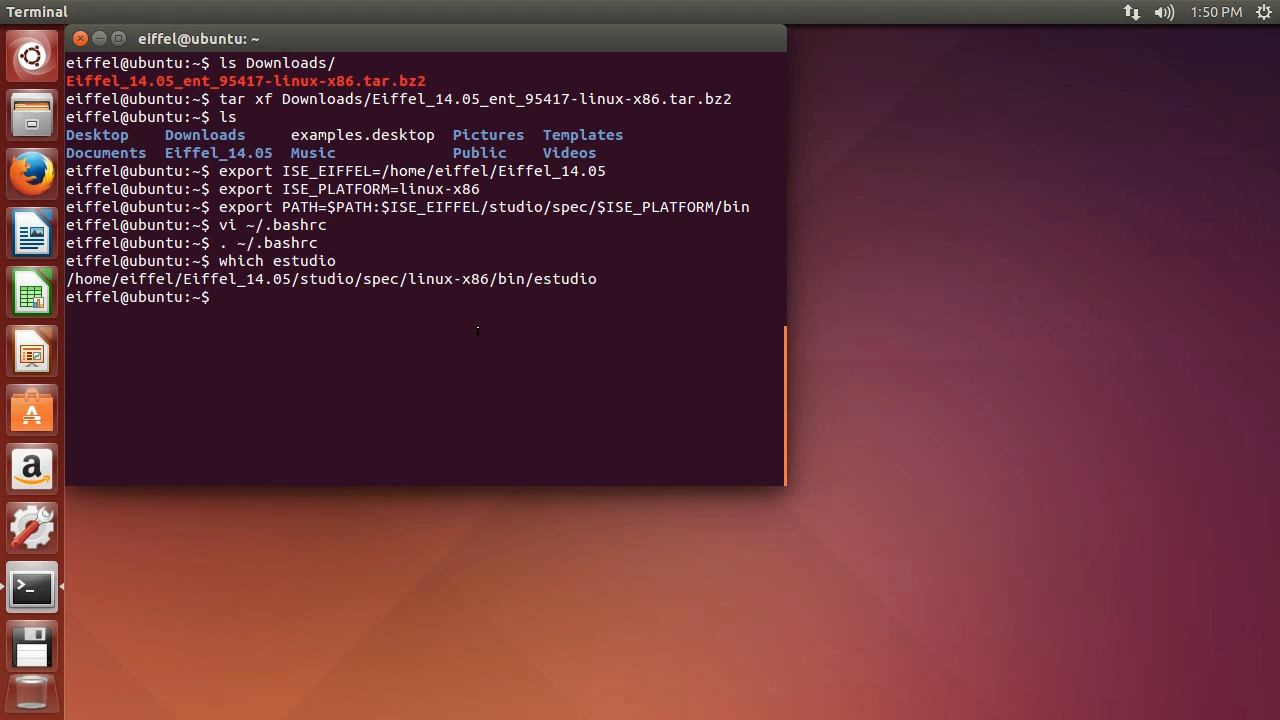 Terminal
1:50 PM
eiffel@ubuntu: ~
eiffel@ubuntu:~$ ls Downloads/
Eiffel_14.05_ent_95417-linux-x86.tar.bz2
eiffel@ubuntu:~$ tar xf Downloads/Eiffel_14.05_ent_95417-linux-x86.tar.bz2
eiffel@ubuntu:~$ ls
Desktop    Downloads     examples.desktop  Pictures  Templates
Documents  Eiffel_14.05  Music             Public    Videos
eiffel@ubuntu:~$ export ISE_EIFFEL=/home/eiffel/Eiffel_14.05
eiffel@ubuntu:~$ export ISE_PLATFORM=linux-x86
eiffel@ubuntu:~$ export PATH=$PATH:$ISE_EIFFEL/studio/spec/$ISE_PLATFORM/bin
eiffel@ubuntu:~$ vi ~/.bashrc
eiffel@ubuntu:~$ . ~/.bashrc
eiffel@ubuntu:~$ which estudio
/home/eiffel/Eiffel_14.05/studio/spec/linux-x86/bin/estudio
eiffel@ubuntu:~$